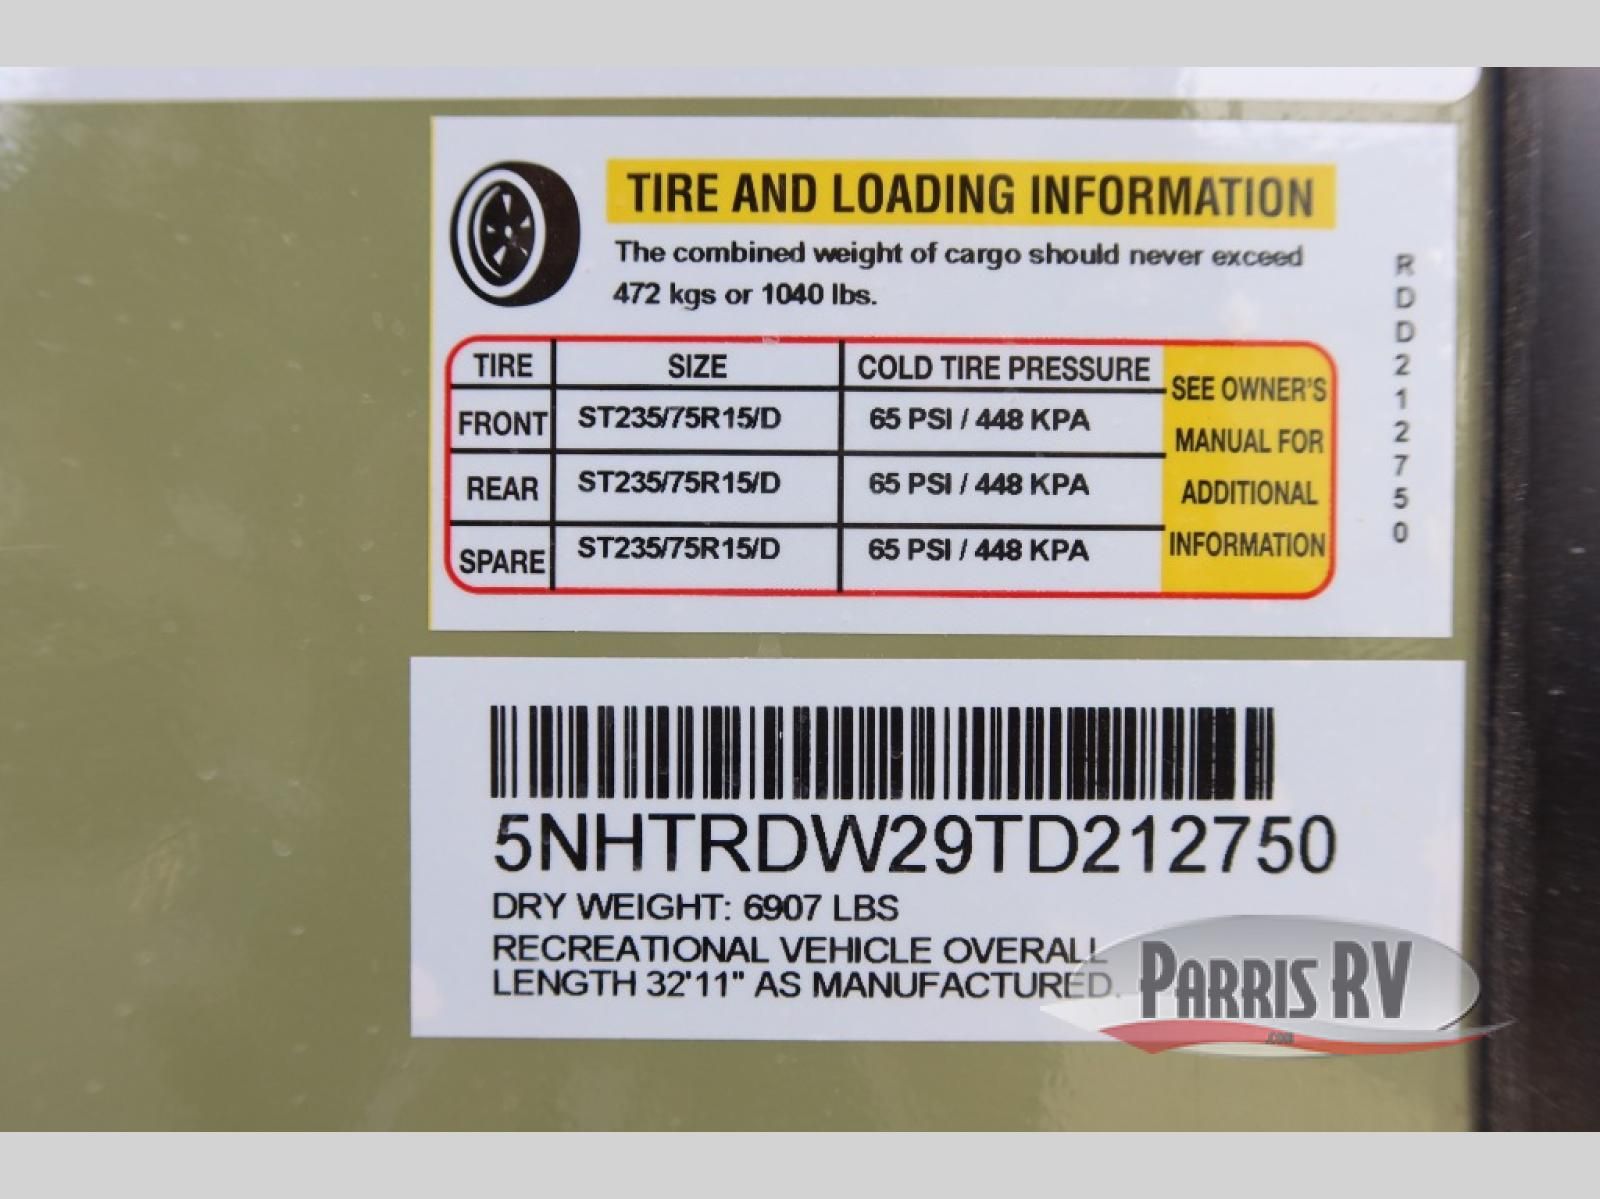 TIRE AND LOADING INFORMATION
The combined weight of cargo should never exceed
472 kgs or 1040 lbs.
TIRE SIZE COLD TIRE PRESSURE
FRONT ST235/75R15/D 65 PSI / 448 KPA
REAR ST235/75R15/D 65 PSI / 448 KPA
SPARE ST235/75R15/D 65 PSI / 448 KPA
SEE OWNER'S
MANUAL FOR
ADDITIONAL
INFORMATION
RDD212750
5NHTRDW29TD212750
DRY WEIGHT: 6907 LBS
RECREATIONAL VEHICLE OVERALL
LENGTH 32'11" AS MANUFACTURED.
PARRIS RV
.COM